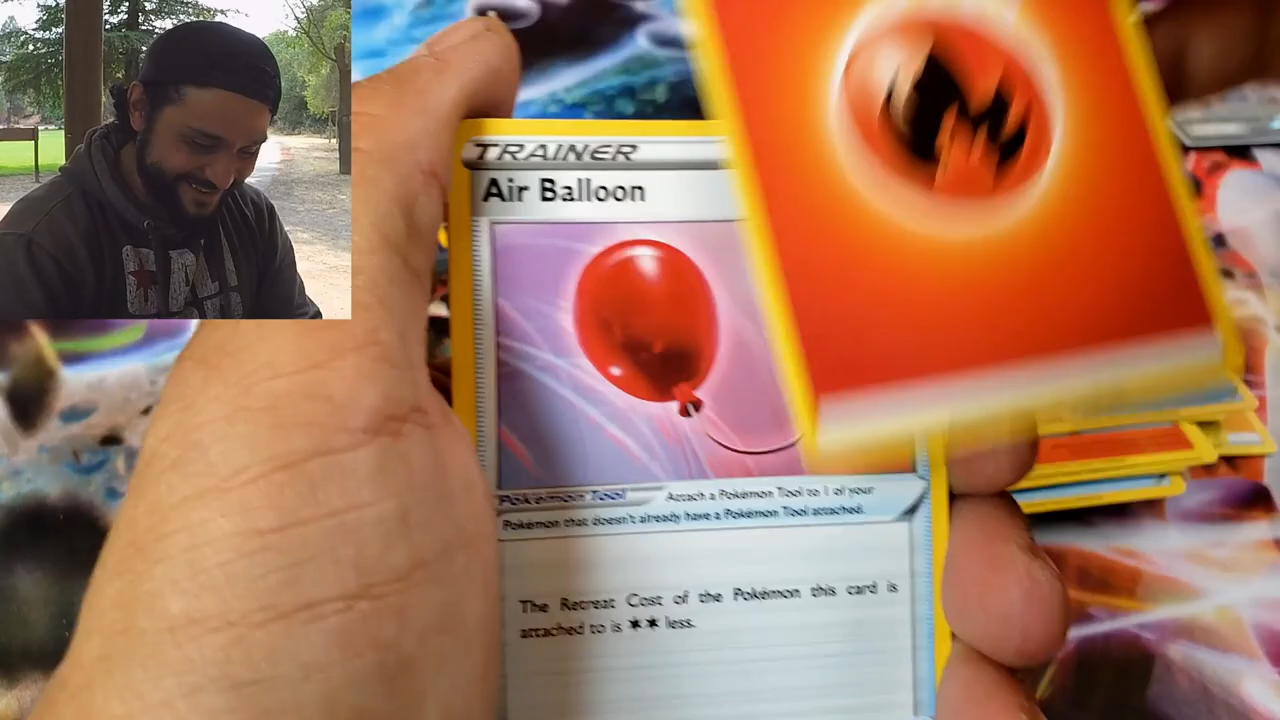 TRAINER
Air Balloon
Pokémon Tool Attach a Pokémon Tool to 1 of your
Pokémon that doesn't already have a Pokémon Tool attached.
The Retreat Cost of the Pokémon this card is
attached to is ✶✶ less.